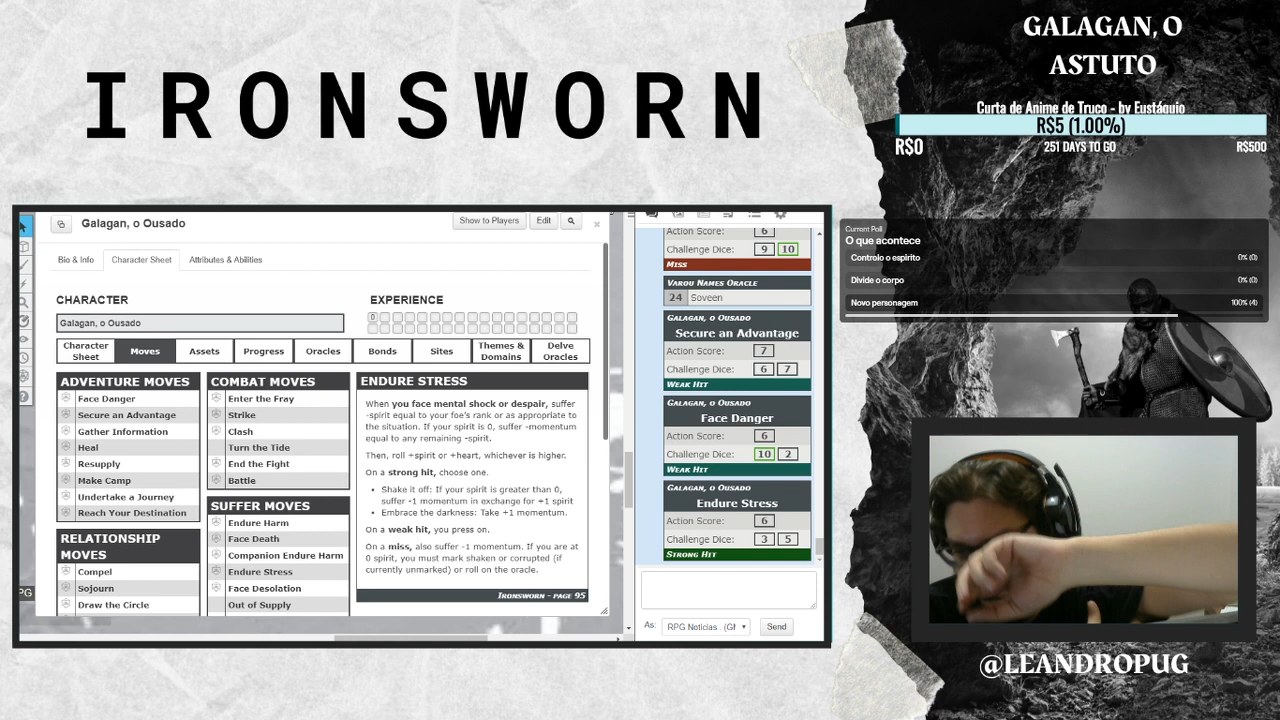 IRONSWORN
GALAGAN, O
ASTUTO
Curta de Anime de Truco - by Eustáquio
R$5 (1.00%)
R$0
251 DAYS TO GO
R$500
Current Poll
O que acontece
Controlo o espirito
0% (0)
Divide o corpo
0% (0)
Novo personagem
100% (4)
@LEANDROPUG
Galagan, o Ousado
Show to Players
Edit
Bio & Info
Character Sheet
Attributes & Abilities
CHARACTER
EXPERIENCE
Galagan, o Ousado
0
Character
Sheet
Moves
Assets
Progress
Oracles
Bonds
Sites
Themes &
Domains
Delve
Oracles
ADVENTURE MOVES
Face Danger
Secure an Advantage
Gather Information
Heal
Resupply
Make Camp
Undertake a Journey
Reach Your Destination
RELATIONSHIP
MOVES
Compel
Sojourn
Draw the Circle
COMBAT MOVES
Enter the Fray
Strike
Clash
Turn the Tide
End the Fight
Battle
SUFFER MOVES
Endure Harm
Face Death
Companion Endure Harm
Endure Stress
Face Desolation
Out of Supply
ENDURE STRESS
When you face mental shock or despair, suffer
-spirit equal to your foe's rank or as appropriate to
the situation. If your spirit is 0, suffer -momentum
equal to any remaining -spirit.
Then, roll +spirit or +heart, whichever is higher.
On a strong hit, choose one.
• Shake it off: If your spirit is greater than 0,
suffer -1 momentum in exchange for +1 spirit
• Embrace the darkness: Take +1 momentum.
On a weak hit, you press on.
On a miss, also suffer -1 momentum. If you are at
0 spirit, you must mark shaken or corrupted (if
currently unmarked) or roll on the oracle.
IRONSWORN - PAGE 95
Action Score: 6
Challenge Dice: 9 10
MISS
VAROU NAMES ORACLE
24 Soveen
GALAGAN, O OUSADO
Secure an Advantage
Action Score: 7
Challenge Dice: 6 7
WEAK HIT
GALAGAN, O OUSADO
Face Danger
Action Score: 6
Challenge Dice: 10 2
WEAK HIT
GALAGAN, O OUSADO
Endure Stress
Action Score: 6
Challenge Dice: 3 5
STRONG HIT
As:
RPG Noticias (GM
Send
PG